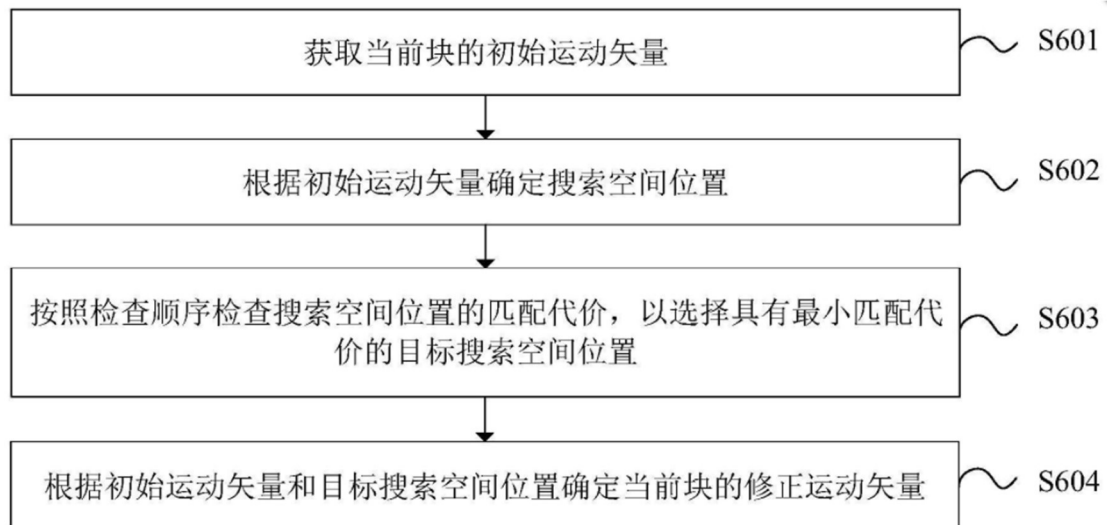 获取当前块的初始运动矢量
S601
根据初始运动矢量确定搜索空间位置
S602
按照检查顺序检查搜索空间位置的匹配代价，以选择具有最小匹配代
价的目标搜索空间位置
S603
根据初始运动矢量和目标搜索空间位置确定当前块的修正运动矢量
S604